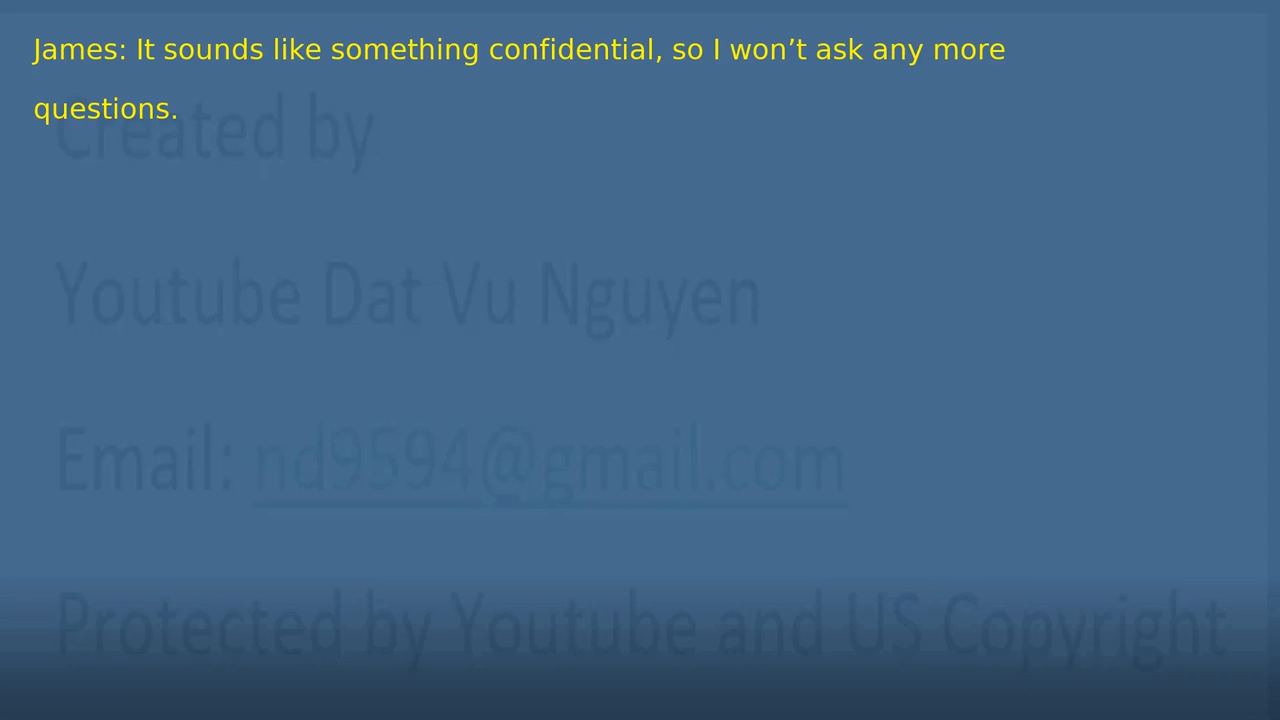 James: It sounds like something confidential, so I won’t ask any more
questions.
Created by
Youtube Dat Vu Nguyen
Email: nd9594@gmail.com
Protected by Youtube and US Copyright